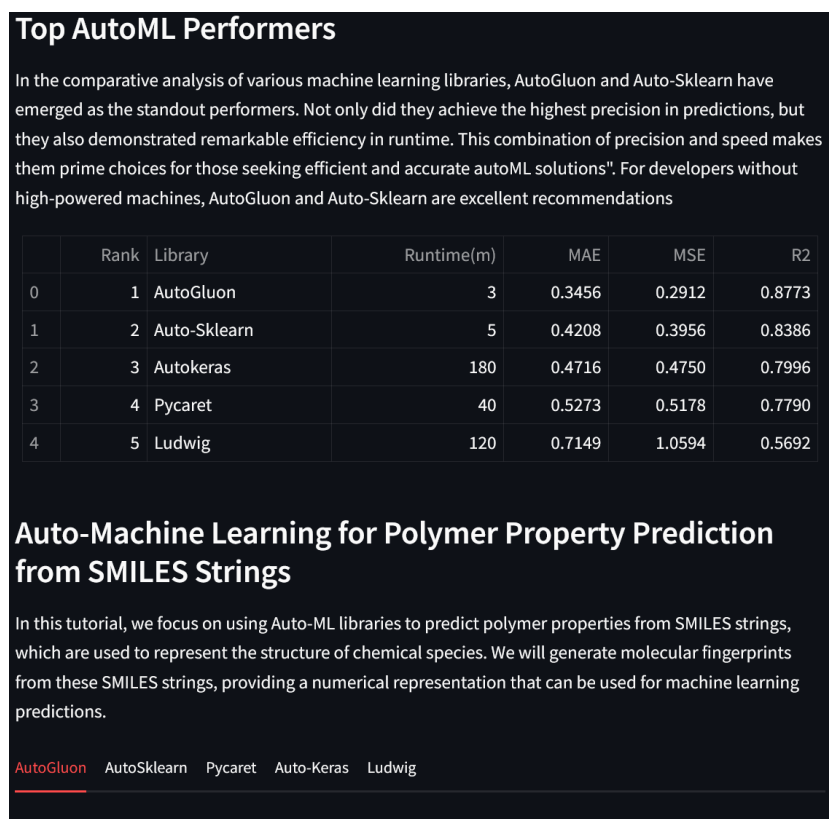 Top AutoML Performers
In the comparative analysis of various machine learning libraries, AutoGluon and Auto-Sklearn have
emerged as the standout performers. Not only did they achieve the highest precision in predictions, but
they also demonstrated remarkable efficiency in runtime. This combination of precision and speed makes
them prime choices for those seeking efficient and accurate autoML solutions". For developers without
high-powered machines, AutoGluon and Auto-Sklearn are excellent recommendations
Rank Library Runtime(m) MAE MSE R2
0 1 AutoGluon 3 0.3456 0.2912 0.8773
1 2 Auto-Sklearn 5 0.4208 0.3956 0.8386
2 3 Autokeras 180 0.4716 0.4750 0.7996
3 4 Pycaret 40 0.5273 0.5178 0.7790
4 5 Ludwig 120 0.7149 1.0594 0.5692
Auto-Machine Learning for Polymer Property Prediction
from SMILES Strings
In this tutorial, we focus on using Auto-ML libraries to predict polymer properties from SMILES strings,
which are used to represent the structure of chemical species. We will generate molecular fingerprints
from these SMILES strings, providing a numerical representation that can be used for machine learning
predictions.
AutoGluon AutoSklearn Pycaret Auto-Keras Ludwig